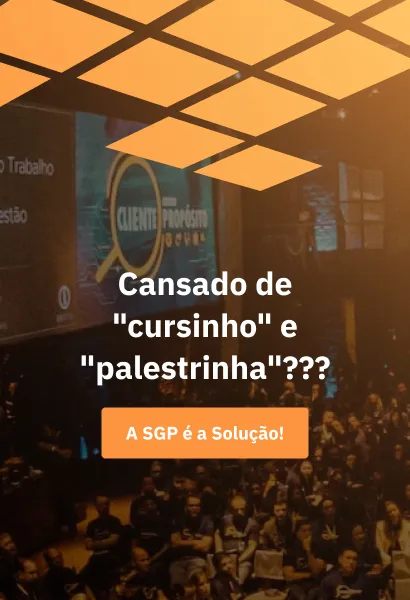 o Trabalho
estão
CLIENTE
PROPÓSITO
Cansado de
"cursinho" e
"palestrinha"???
A SGP é a Solução!